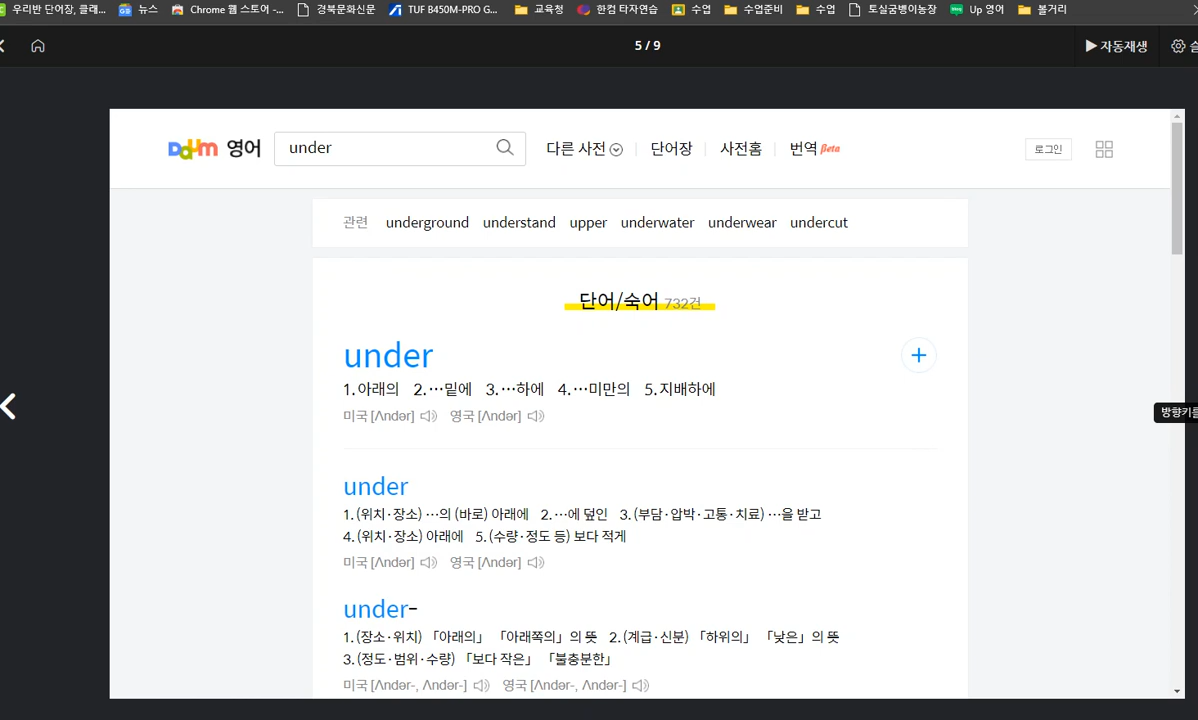 우리반 단어장, 클래... 뉴스 Chrome 웹 스토어 -... 경북문화신문 TUF B450M-PRO G... 교육청 한컴 타자연습 수업 수업준비 수업 토실굼벵이농장 Up 영어 볼거리
5 / 9 자동재생
Daum 영어 under 다른 사전 단어장 사전홈 번역 Beta 로그인
관련 underground understand upper underwater underwear undercut
단어/숙어 732건
under
1. 아래의 2. …밑에 3. …하에 4. …미만의 5. 지배하에
미국 [Λndər] 영국 [Λndər]
방향키를
under
1. (위치·장소) …의 (바로) 아래에 2. …에 덮인 3. (부담·압박·고통·치료) …을 받고
4. (위치·장소) 아래에 5. (수량·정도 등) 보다 적게
미국 [Λndər] 영국 [Λndər]
under-
1. (장소·위치) 「아래의」 「아래쪽의」의 뜻 2. (계급·신분) 「하위의」 「낮은」의 뜻
3. (정도·범위·수량) 「보다 작은」 「불충분한」
미국 [Λndər-, Λndər-] 영국 [Λndər-, Λndər-]